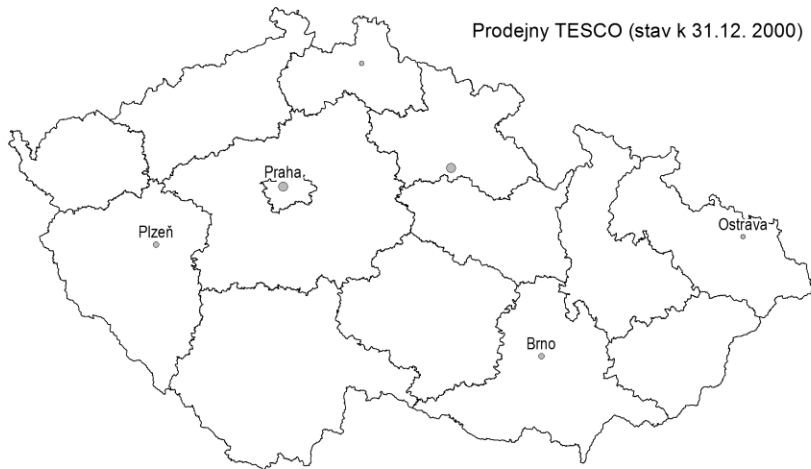 Prodejny TESCO (stav k 31.12. 2000)
Praha
Plzeň
Ostrava
Brno